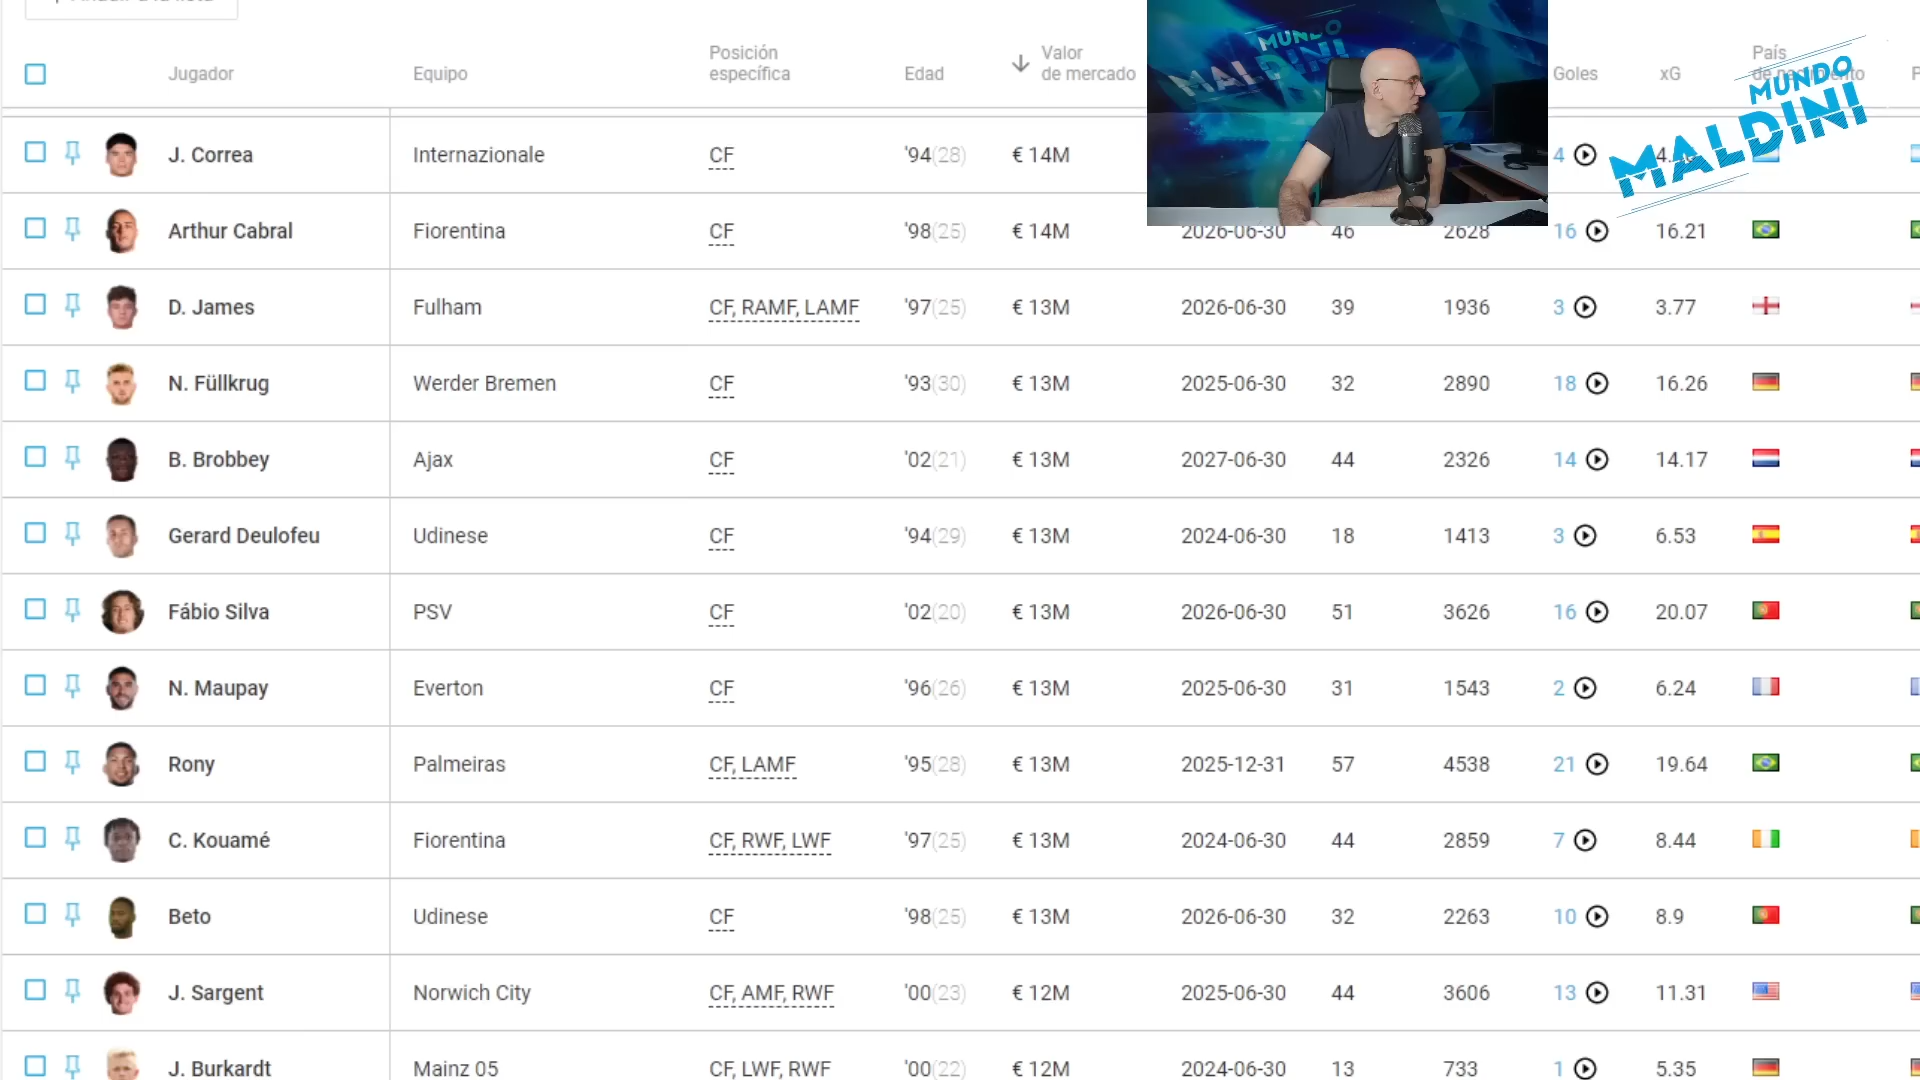 Jugador Equipo Posición específica Edad Valor de mercado Goles xG País
MUNDO MALDINI
MUNDO MALDINI
J. Correa Internazionale CF '94(28) € 14M 4
Arthur Cabral Fiorentina CF '98(25) € 14M 2026-06-30 46 2628 16 16.21
D. James Fulham CF, RAMF, LAMF '97(25) € 13M 2026-06-30 39 1936 3 3.77
N. Füllkrug Werder Bremen CF '93(30) € 13M 2025-06-30 32 2890 18 16.26
B. Brobbey Ajax CF '02(21) € 13M 2027-06-30 44 2326 14 14.17
Gerard Deulofeu Udinese CF '94(29) € 13M 2024-06-30 18 1413 3 6.53
Fábio Silva PSV CF '02(20) € 13M 2026-06-30 51 3626 16 20.07
N. Maupay Everton CF '96(26) € 13M 2025-06-30 31 1543 2 6.24
Rony Palmeiras CF, LAMF '95(28) € 13M 2025-12-31 57 4538 21 19.64
C. Kouamé Fiorentina CF, RWF, LWF '97(25) € 13M 2024-06-30 44 2859 7 8.44
Beto Udinese CF '98(25) € 13M 2026-06-30 32 2263 10 8.9
J. Sargent Norwich City CF, AMF, RWF '00(23) € 12M 2025-06-30 44 3606 13 11.31
J. Burkardt Mainz 05 CF, LWF, RWF '00(22) € 12M 2024-06-30 13 733 1 5.35